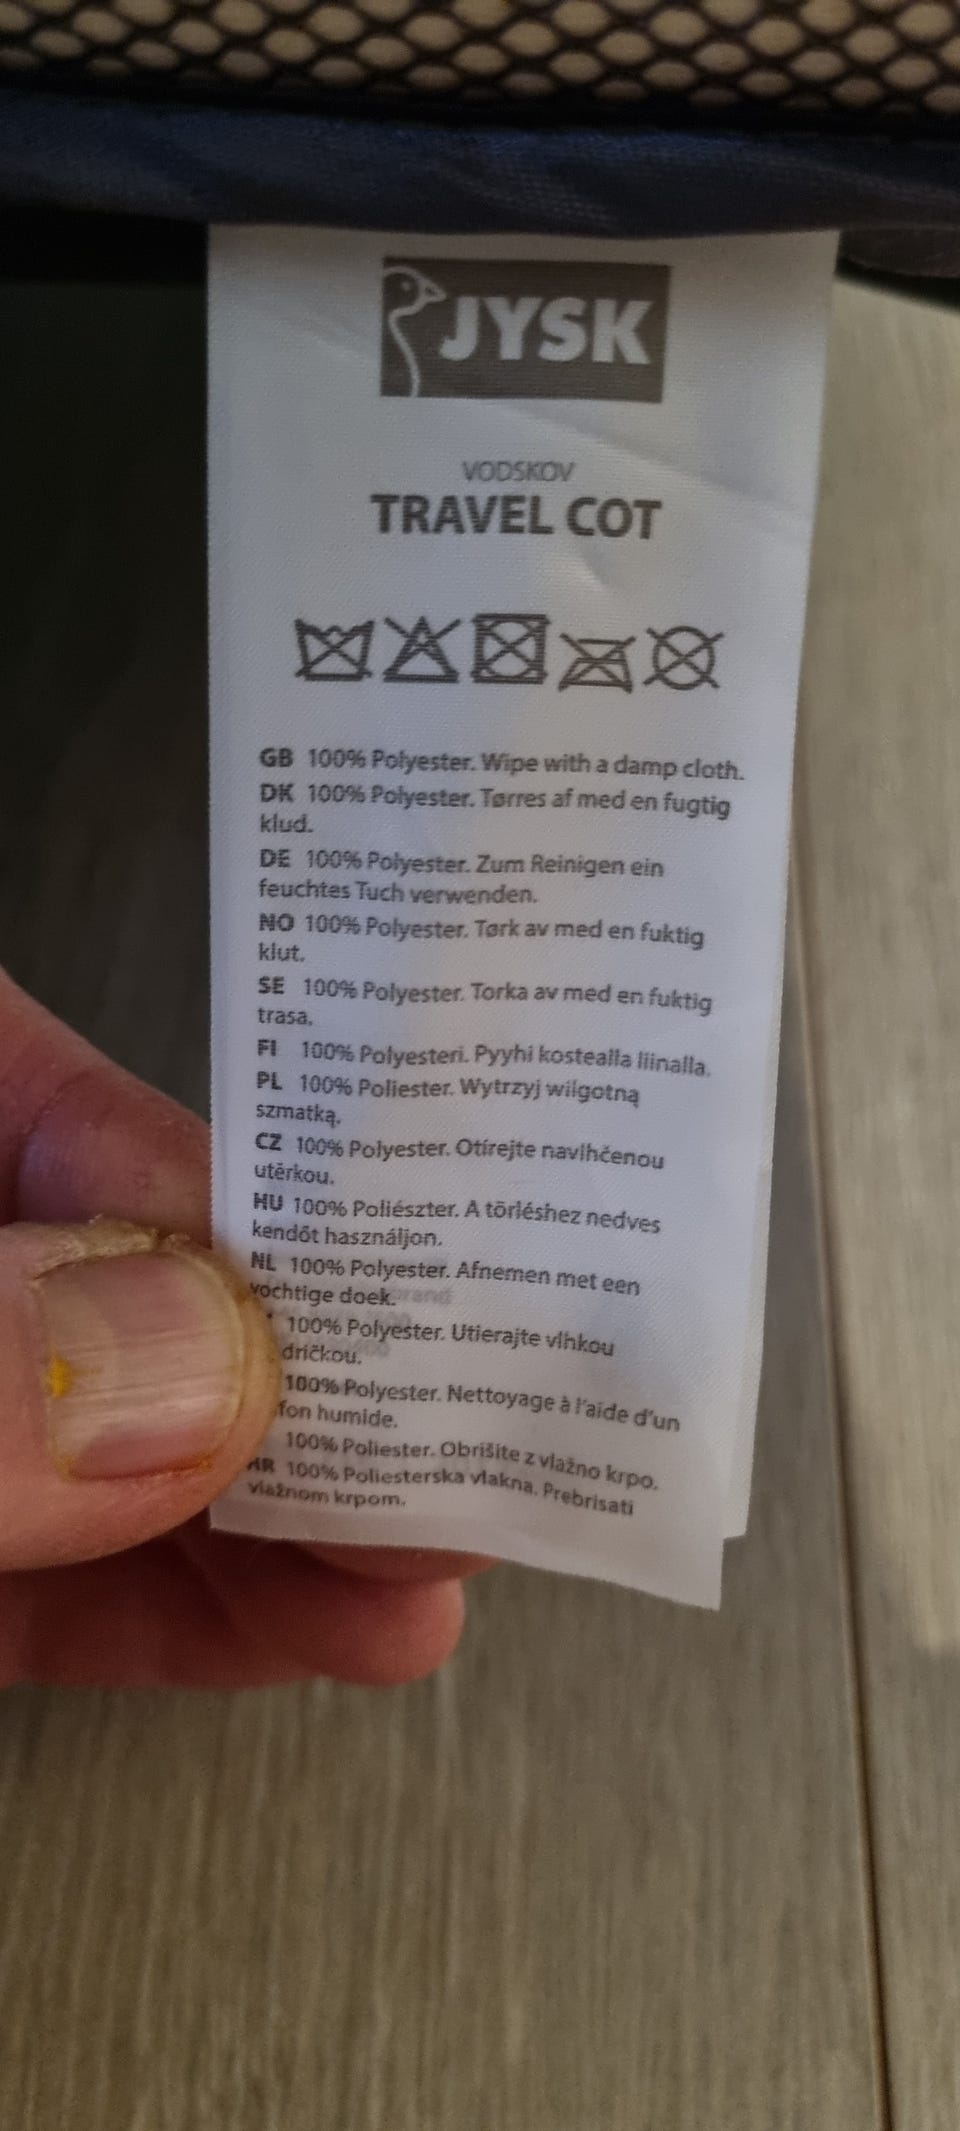 JYSK
VODSKOV
TRAVEL COT
GB 100% Polyester. Wipe with a damp cloth.
DK 100% Polyester. Tørres af med en fugtig
klud.
DE 100% Polyester. Zum Reinigen ein
feuchtes Tuch verwenden.
NO 100% Polyester. Tørk av med en fuktig
klut.
SE 100% Polyester. Torka av med en fuktig
trasa.
FI 100% Polyesteri. Pyyhi kostealla liinalla.
PL 100% Poliester. Wytrzyj wilgotną
szmatką.
CZ 100% Polyester. Otírejte navlhčenou
utěrkou.
HU 100% Poliészter. A törléshez nedves
kendőt használjon.
NL 100% Polyester. Afnemen met een
vochtige doek.
100% Polyester. Utierajte vlhkou
dričkou.
100% Polyester. Nettoyage à l'aide d'un
fon humide.
100% Poliester. Obrišite z vlažno krpo.
HR 100% Poliesterska vlakna. Prebrisati
vlažnom krpom.